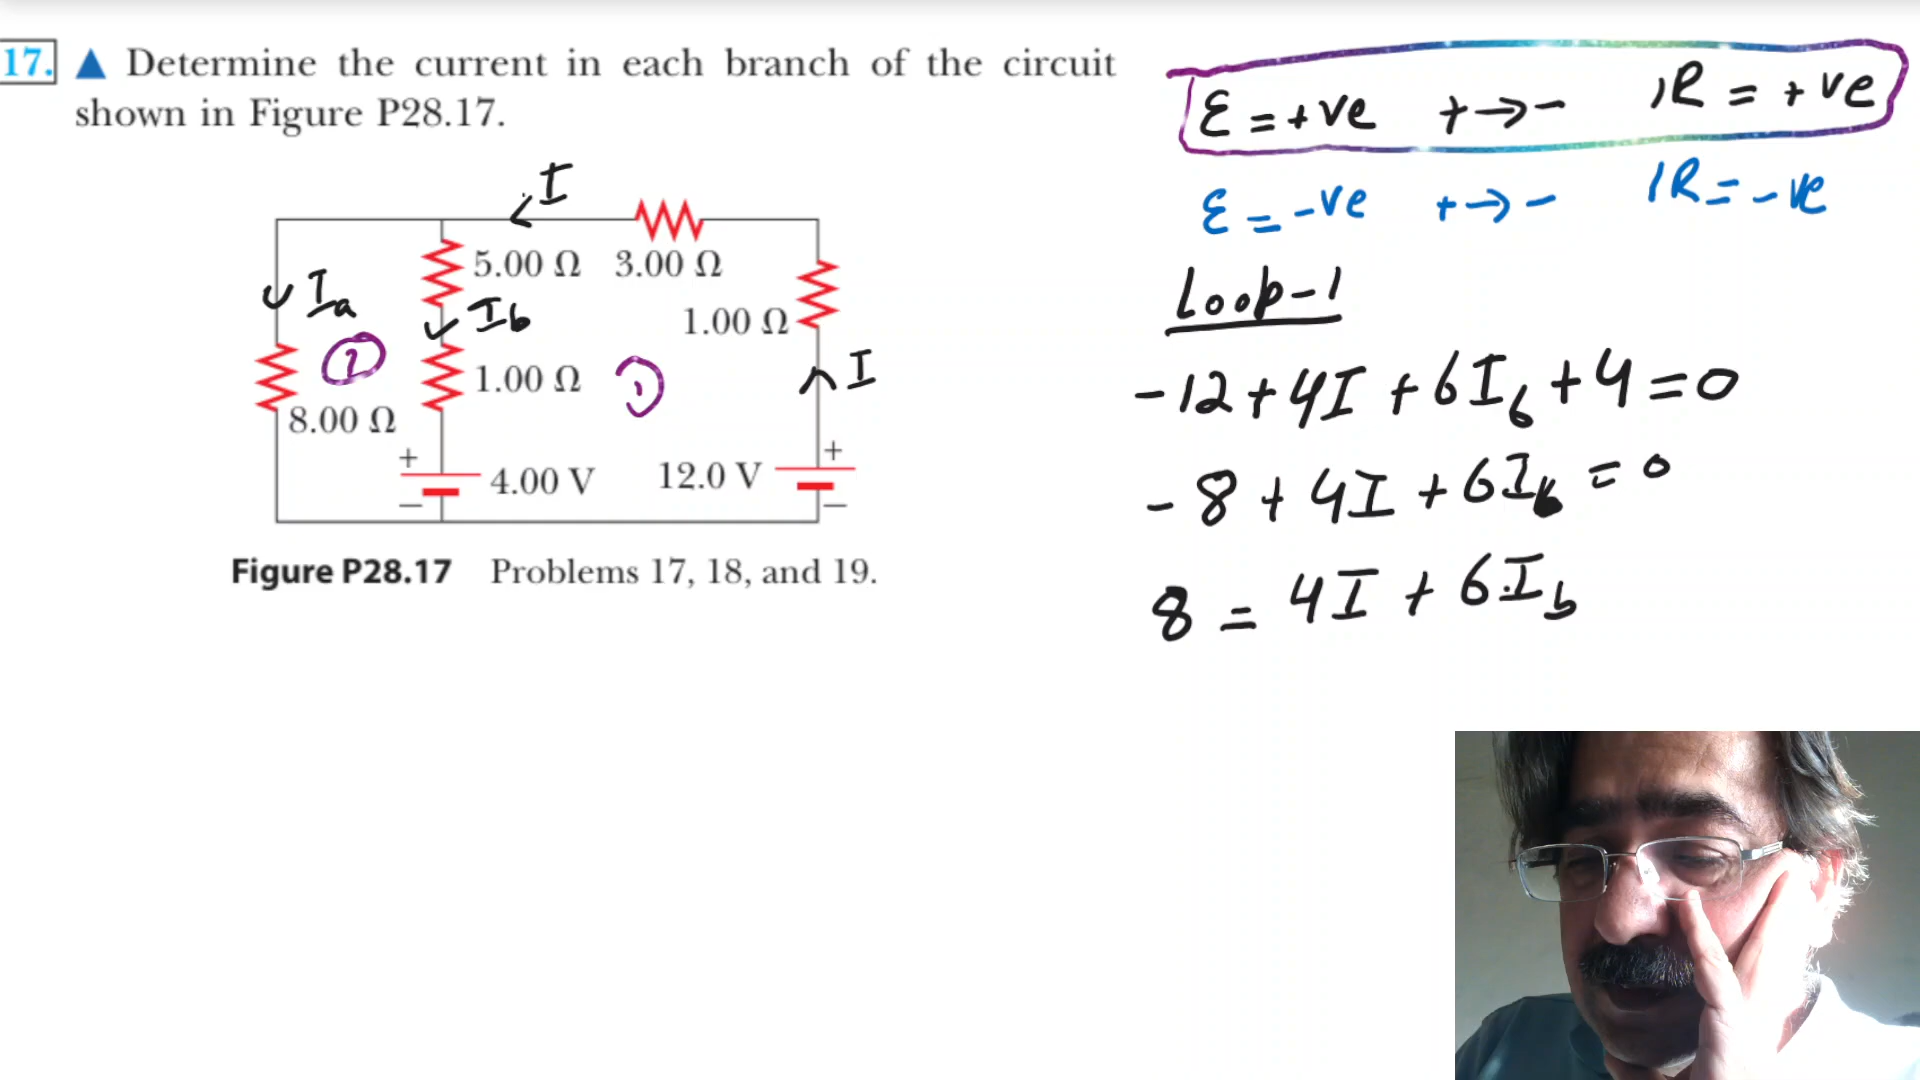 17. ▲ Determine the current in each branch of the circuit
shown in Figure P28.17.
I
5.00 Ω 3.00 Ω
Ia
Ib
1.00 Ω
2
1.00 Ω
1
I
8.00 Ω
+
4.00 V
−
12.0 V
+
−
Figure P28.17 Problems 17, 18, and 19.
ε = +ve + → − IR = +ve
ε = -ve + → − IR = -ve
Loop-1
-12 + 4I + 6Ib + 4 = 0
- 8 + 4I + 6Ib = 0
8 = 4I + 6Ib